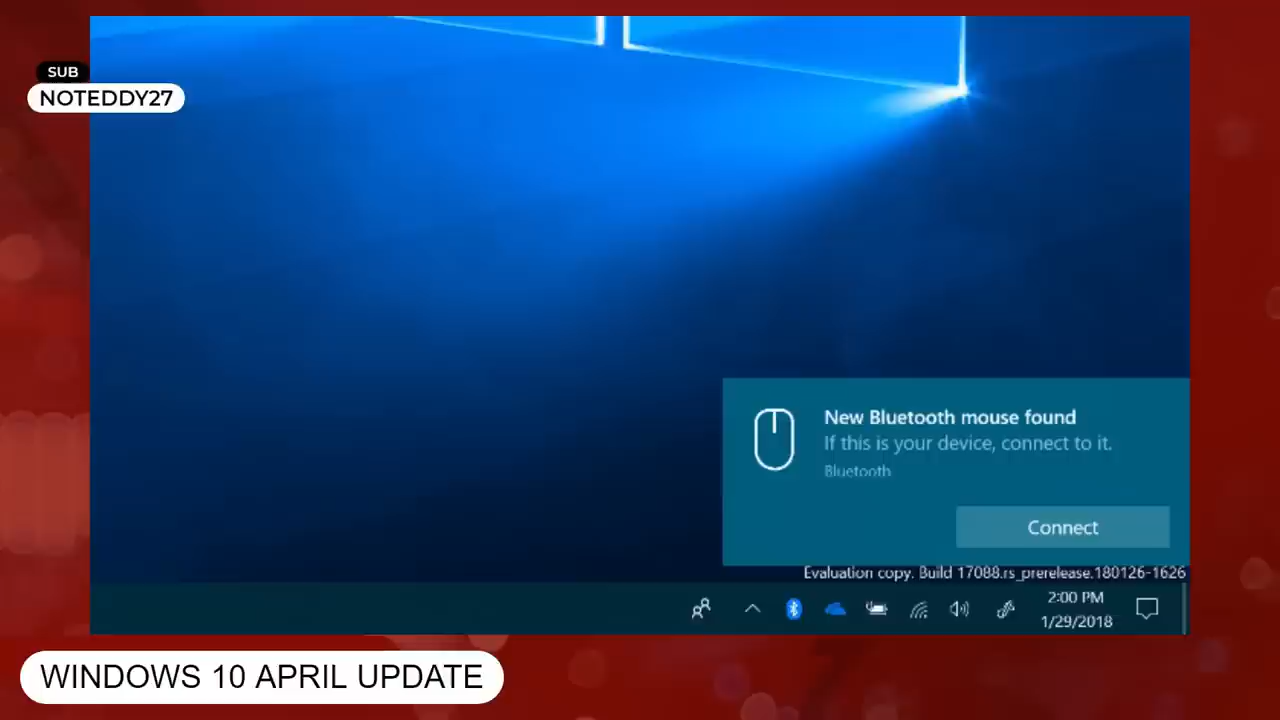 SUB
NOTEDDY27
New Bluetooth mouse found
If this is your device, connect to it.
Bluetooth
Connect
Evaluation copy. Build 17088.rs_prerelease.180126-1626
2:00 PM
1/29/2018
WINDOWS 10 APRIL UPDATE